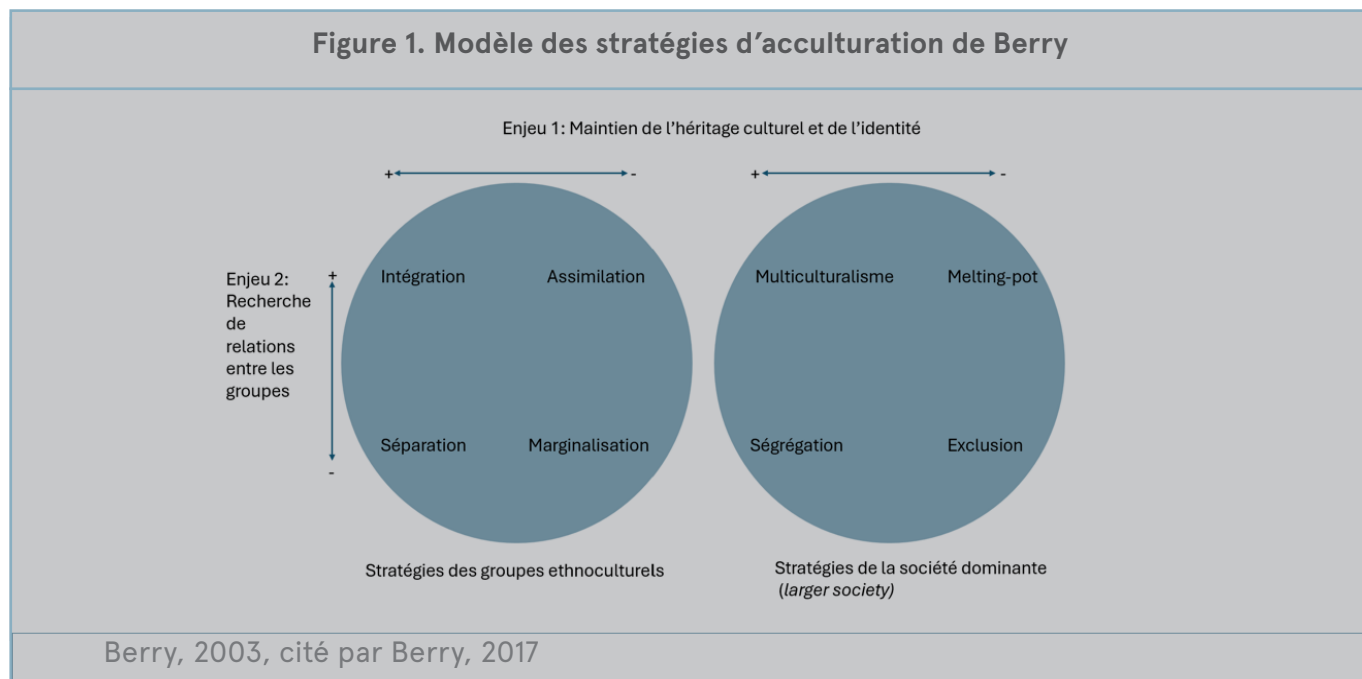 Figure 1. Modèle des stratégies d’acculturation de Berry
Enjeu 1: Maintien de l’héritage culturel et de l’identité
+ -
+ -
Enjeu 2:
Recherche
de
relations
entre les
groupes
+
-
Intégration Assimilation
Séparation Marginalisation
Multiculturalisme Melting-pot
Ségrégation Exclusion
Stratégies des groupes ethnoculturels
Stratégies de la société dominante
(larger society)
Berry, 2003, cité par Berry, 2017